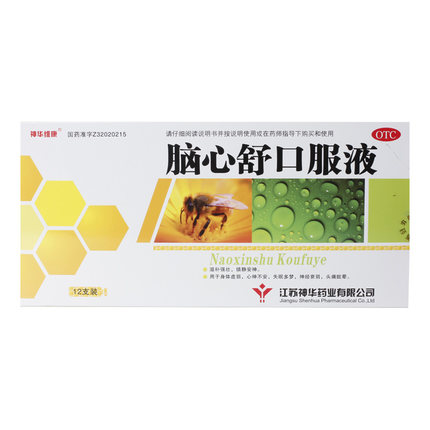 神华维康®
国药准字Z32020215
请仔细阅读说明书并按说明使用或在药师指导下购买和使用
OTC
脑心舒口服液
Naoxinshu Koufuye
滋补强壮，镇静安神。
用于身体虚弱，心神不安，失眠多梦，神经衰弱，头痛眩晕。
12支装
江苏神华药业有限公司
Jiangsu Shenhua Pharmaceutical Co.,Ltd